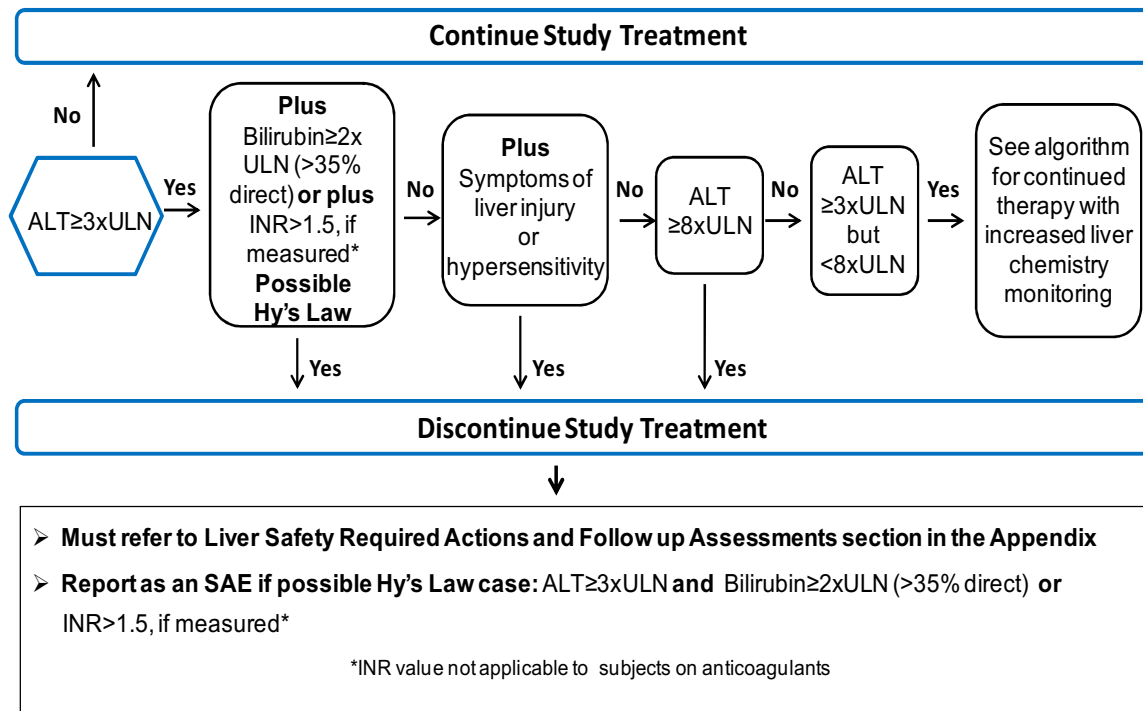 Continue Study Treatment
No
ALT≥3xULN
Yes
Plus
Bilirubin≥2x
ULN (>35%
direct) or plus
INR>1.5, if
measured*
Possible
Hy's Law
No
Plus
Symptoms of
liver injury
or
hypersensitivity
No
ALT
≥8xULN
No
ALT
≥3xULN
but
<8xULN
Yes
See algorithm
for continued
therapy with
increased liver
chemistry
monitoring
Yes
Yes
Yes
Discontinue Study Treatment
➢ Must refer to Liver Safety Required Actions and Follow up Assessments section in the Appendix
➢ Report as an SAE if possible Hy's Law case: ALT≥3xULN and Bilirubin≥2xULN (>35% direct) or
INR>1.5, if measured*
*INR value not applicable to subjects on anticoagulants